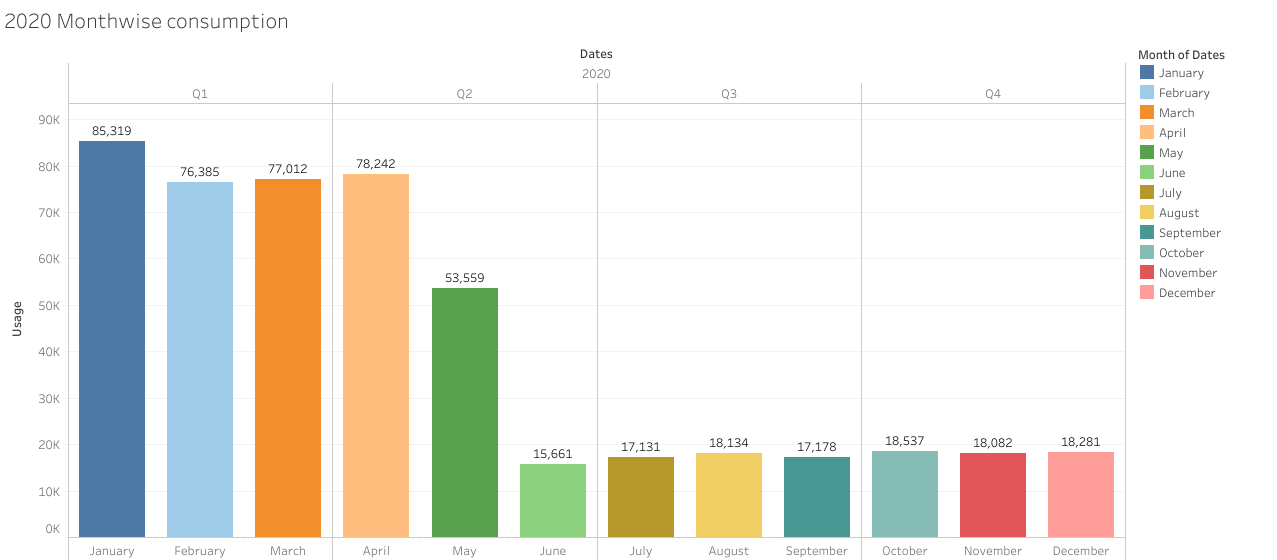 2020 Monthwise consumption
Dates
2020
Q1 Q2 Q3 Q4
Usage
90K
80K
70K
60K
50K
40K
30K
20K
10K
0K
85,319
76,385
77,012
78,242
53,559
15,661
17,131
18,134
17,178
18,537
18,082
18,281
January February March April May June July August September October November December
Month of Dates
January
February
March
April
May
June
July
August
September
October
November
December